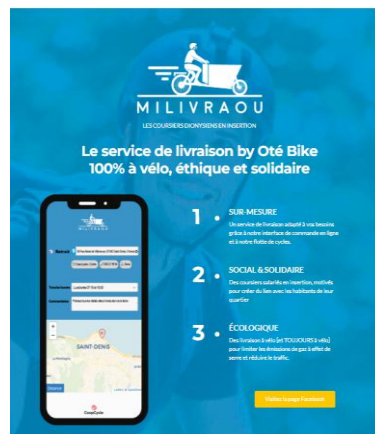 MILIVRAOU
LES COURSIERS DIONYSIENS EN INSERTION
Le service de livraison by Oté Bike
100% à vélo, éthique et solidaire
1 • SUR-MESURE
Un service de livraison adapté à vos besoins
grâce à notre interface de commande en ligne
et à notre flotte de cycles.
2 • SOCIAL & SOLIDAIRE
Des coursiers salariés en insertion, motivés
pour créer du lien avec les habitants de leur
quartier
3 • ÉCOLOGIQUE
Des livraison à vélo (et TOUJOURS à vélo)
pour limiter les émissions de gaz à effet de
serre et réduire le traffic.
Visitez la page Facebook
SAINT-DENIS
CoopCycle